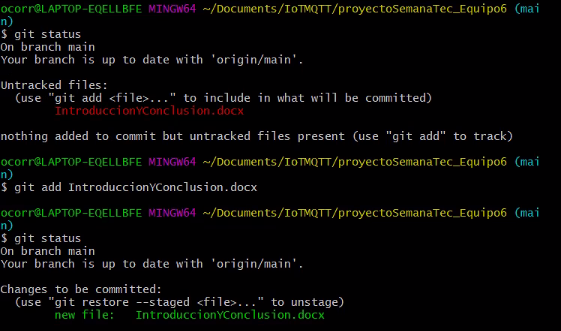 ocorr@LAPTOP-EQELLBFE MINGW64 ~/Documents/IoTMQTT/proyectoSemanaTec_Equipo6 (mai
n)
$ git status
On branch main
Your branch is up to date with 'origin/main'.

Untracked files:
  (use "git add <file>..." to include in what will be committed)
        IntroduccionYConclusion.docx

nothing added to commit but untracked files present (use "git add" to track)

ocorr@LAPTOP-EQELLBFE MINGW64 ~/Documents/IoTMQTT/proyectoSemanaTec_Equipo6 (mai
n)
$ git add IntroduccionYConclusion.docx

ocorr@LAPTOP-EQELLBFE MINGW64 ~/Documents/IoTMQTT/proyectoSemanaTec_Equipo6 (mai
n)
$ git status
On branch main
Your branch is up to date with 'origin/main'.

Changes to be committed:
  (use "git restore --staged <file>..." to unstage)
        new file:   IntroduccionYConclusion.docx